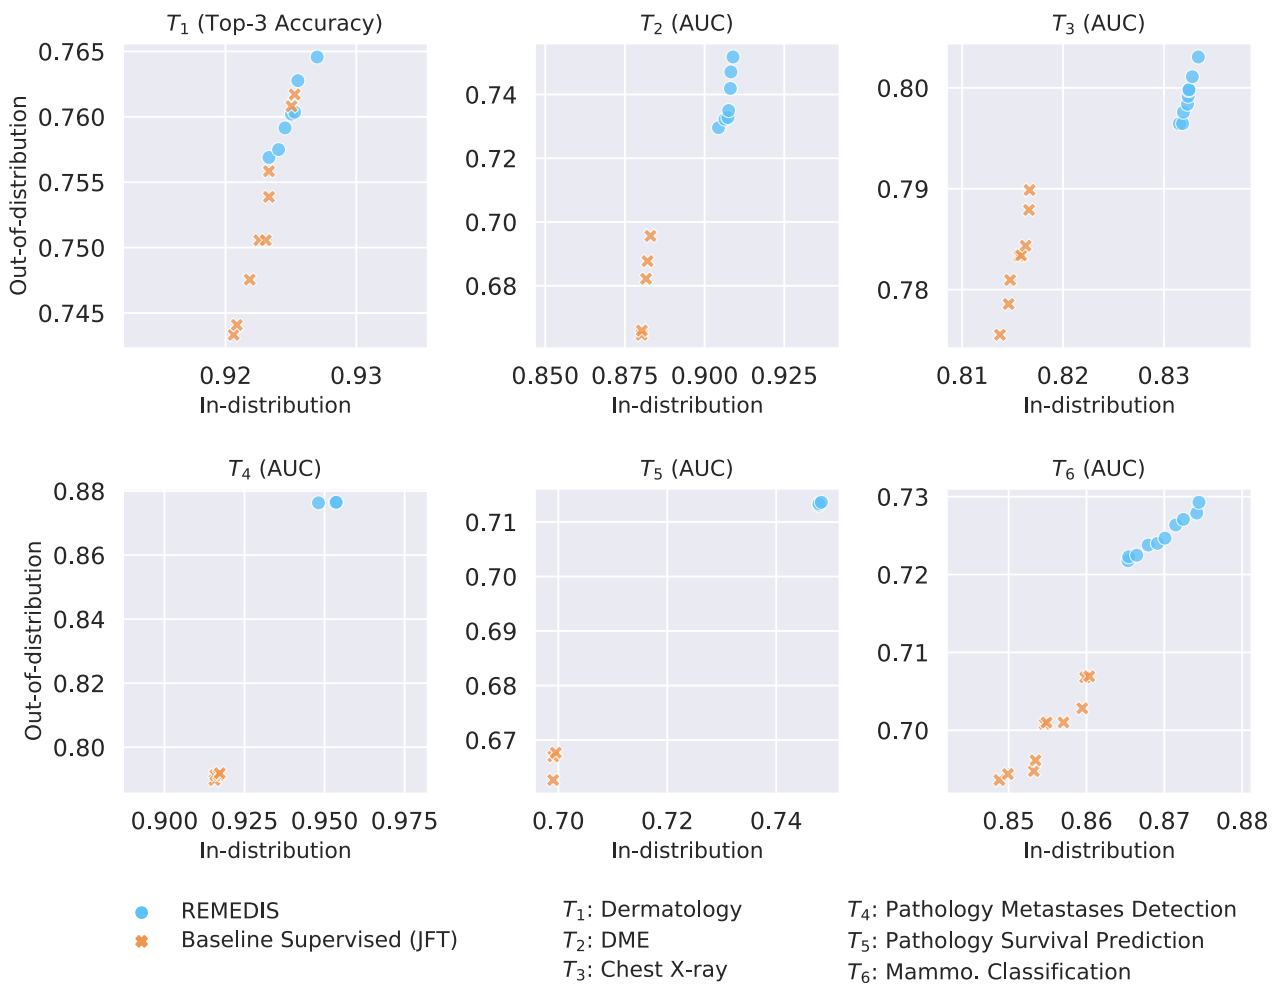 T1 (Top-3 Accuracy)
Out-of-distribution
0.765
0.760
0.755
0.750
0.745
0.92 0.93
In-distribution
T2 (AUC)
0.74
0.72
0.70
0.68
0.850 0.875 0.900 0.925
In-distribution
T3 (AUC)
0.80
0.79
0.78
0.81 0.82 0.83
In-distribution
T4 (AUC)
Out-of-distribution
0.88
0.86
0.84
0.82
0.80
0.900 0.925 0.950 0.975
In-distribution
T5 (AUC)
0.71
0.70
0.69
0.68
0.67
0.70 0.72 0.74
In-distribution
T6 (AUC)
0.73
0.72
0.71
0.70
0.85 0.86 0.87 0.88
In-distribution
REMEDIS
Baseline Supervised (JFT)
T1: Dermatology
T2: DME
T3: Chest X-ray
T4: Pathology Metastases Detection
T5: Pathology Survival Prediction
T6: Mammo. Classification